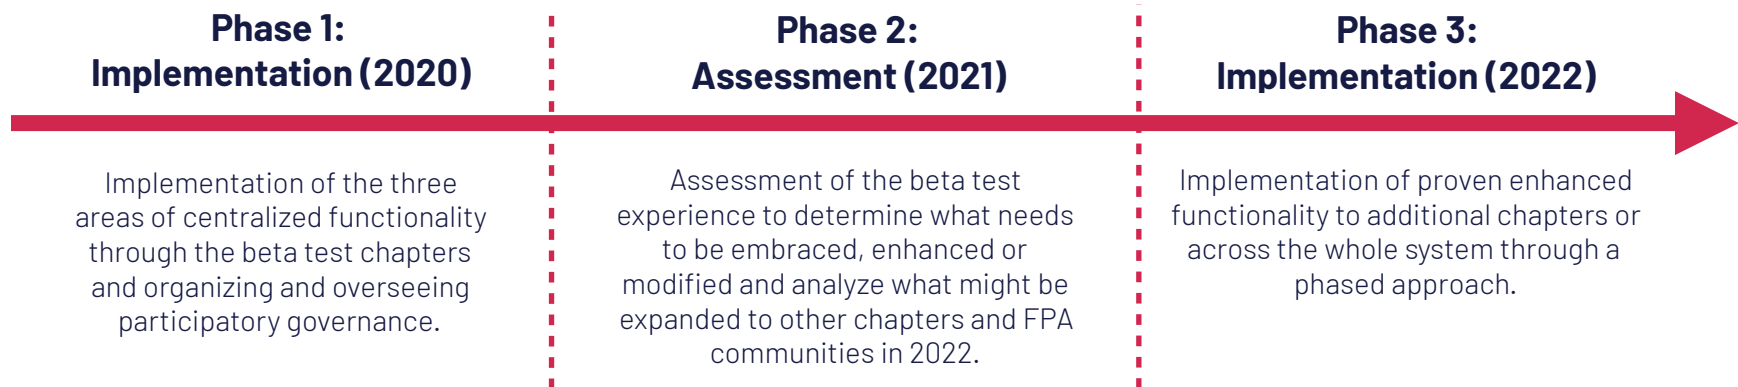 Phase 1:
Implementation (2020)
Implementation of the three
areas of centralized functionality
through the beta test chapters
and organizing and overseeing
participatory governance.
Phase 2:
Assessment (2021)
Assessment of the beta test
experience to determine what needs
to be embraced, enhanced or
modified and analyze what might be
expanded to other chapters and FPA
communities in 2022.
Phase 3:
Implementation (2022)
Implementation of proven enhanced
functionality to additional chapters or
across the whole system through a
phased approach.